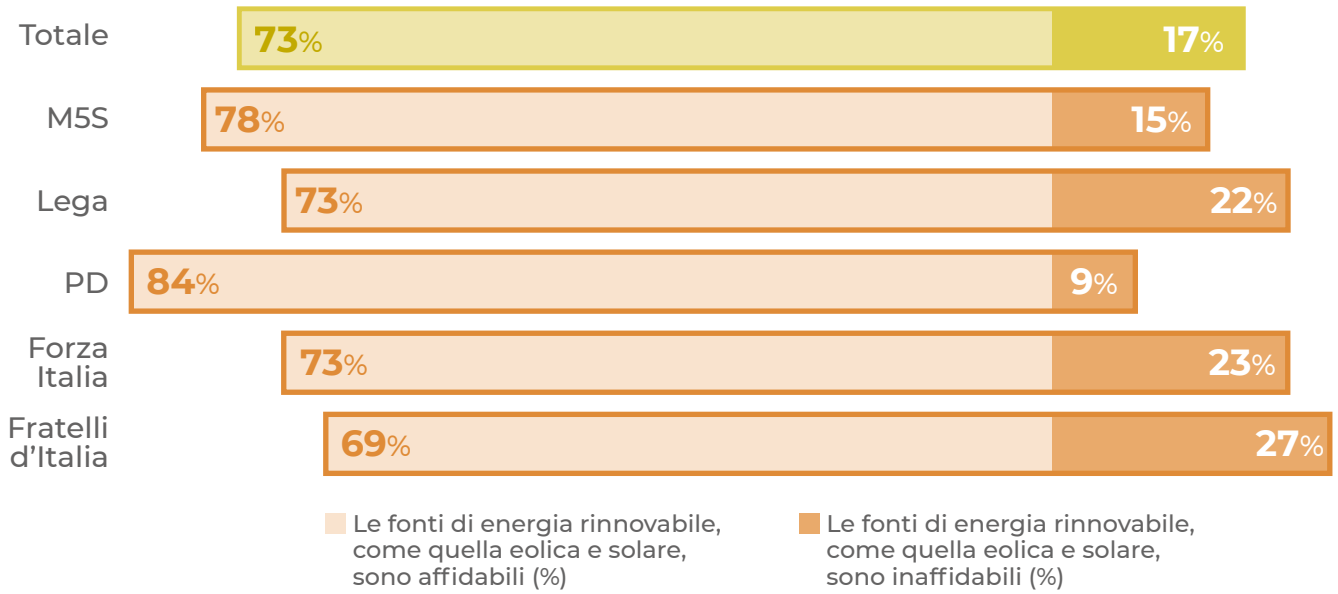 Totale
73% 17%
M5S
78% 15%
Lega
73% 22%
PD
84% 9%
Forza
Italia
73% 23%
Fratelli
d’Italia
69% 27%
Le fonti di energia rinnovabile,
come quella eolica e solare,
sono affidabili (%)
Le fonti di energia rinnovabile,
come quella eolica e solare,
sono inaffidabili (%)